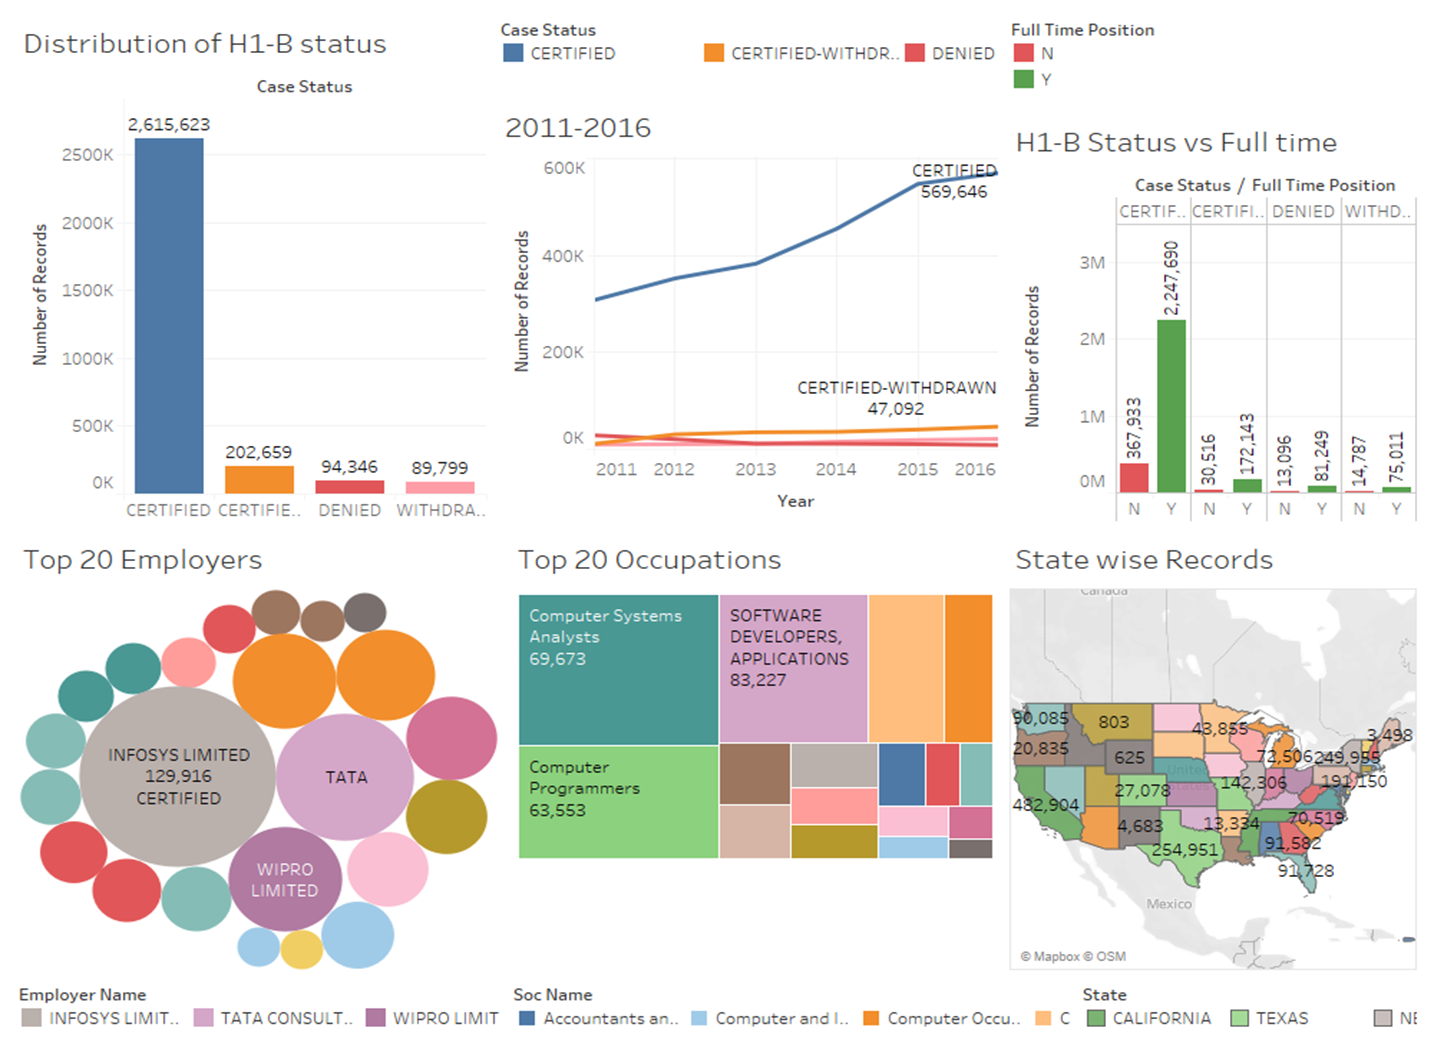 Distribution of H1-B status
Case Status
2,615,623
2500K
2000K
1500K
1000K
500K
0K
Number of Records
202,659
94,346
89,799
CERTIFIED
CERTIFIE..
DENIED
WITHDRA..
Case Status
CERTIFIED
CERTIFIED-WITHDR..
DENIED
2011-2016
600K
400K
200K
0K
Number of Records
CERTIFIED
569,646
CERTIFIED-WITHDRAWN
47,092
2011
2012
2013
2014
2015
2016
Year
Full Time Position
N
Y
H1-B Status vs Full time
Case Status / Full Time Position
CERTIF..
CERTIFI..
DENIED
WITHD..
3M
2M
1M
0M
Number of Records
367,933
2,247,690
30,516
172,143
13,096
81,249
14,787
75,011
N
Y
N
Y
N
Y
N
Y
Top 20 Employers
INFOSYS LIMITED
129,916
CERTIFIED
TATA
WIPRO
LIMITED
Employer Name
INFOSYS LIMIT..
TATA CONSULT..
WIPRO LIMIT
Top 20 Occupations
Computer Systems
Analysts
69,673
SOFTWARE
DEVELOPERS,
APPLICATIONS
83,227
Computer
Programmers
63,553
Soc Name
Accountants an..
Computer and I..
Computer Occu..
C
State wise Records
Canada
90,085
803
43,855
3,498
20,835
625
72,506
249,955
United
States
27,078
142,306
191,150
482,904
4,683
13,334
70,519
254,951
91,582
91,728
Mexico
© Mapbox © OSM
State
CALIFORNIA
TEXAS
NE